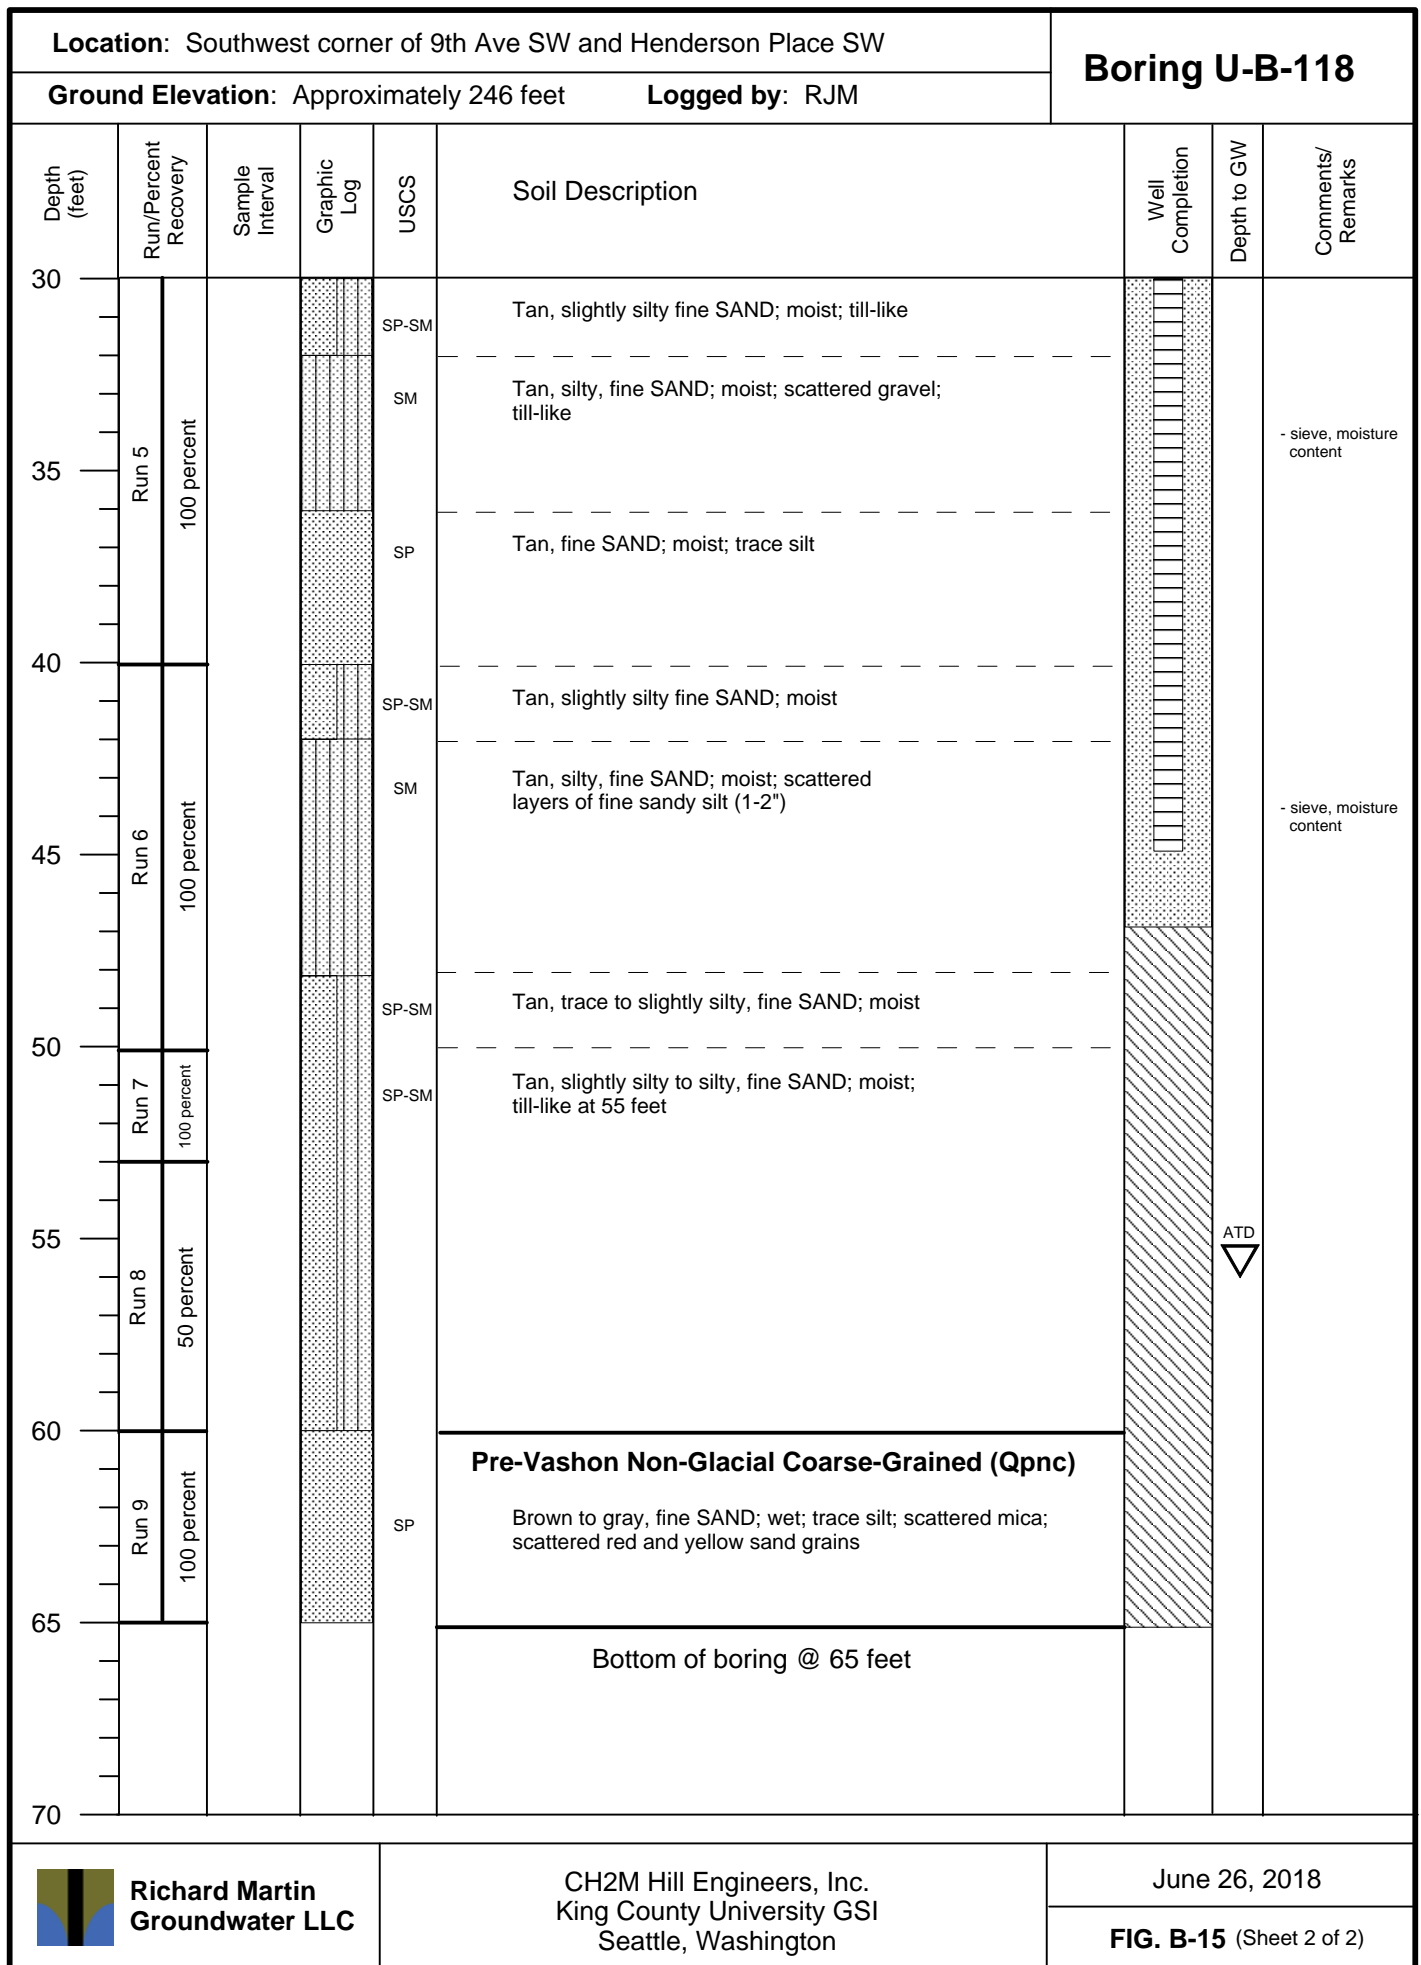 Location: Southwest corner of 9th Ave SW and Henderson Place SW
Ground Elevation: Approximately 246 feet Logged by: RJM
Boring U-B-118
Depth
(feet)
Run/Percent
Recovery
Sample
Interval
Graphic
Log
USCS
Soil Description
Well
Completion
Depth to GW
Comments/
Remarks
30
SP-SM
Tan, slightly silty fine SAND; moist; till-like
SM
Tan, silty, fine SAND; moist; scattered gravel;
till-like
Run 5
100 percent
- sieve, moisture
content
35
SP
Tan, fine SAND; moist; trace silt
40
SP-SM
Tan, slightly silty fine SAND; moist
SM
Tan, silty, fine SAND; moist; scattered
layers of fine sandy silt (1-2")
- sieve, moisture
content
Run 6
100 percent
45
SP-SM
Tan, trace to slightly silty, fine SAND; moist
50
Run 7
100 percent
SP-SM
Tan, slightly silty to silty, fine SAND; moist;
till-like at 55 feet
55
ATD
Run 8
50 percent
60
Pre-Vashon Non-Glacial Coarse-Grained (Qpnc)
Run 9
100 percent
SP
Brown to gray, fine SAND; wet; trace silt; scattered mica;
scattered red and yellow sand grains
65
Bottom of boring @ 65 feet
70
Richard Martin
Groundwater LLC
CH2M Hill Engineers, Inc.
King County University GSI
Seattle, Washington
June 26, 2018
FIG. B-15 (Sheet 2 of 2)